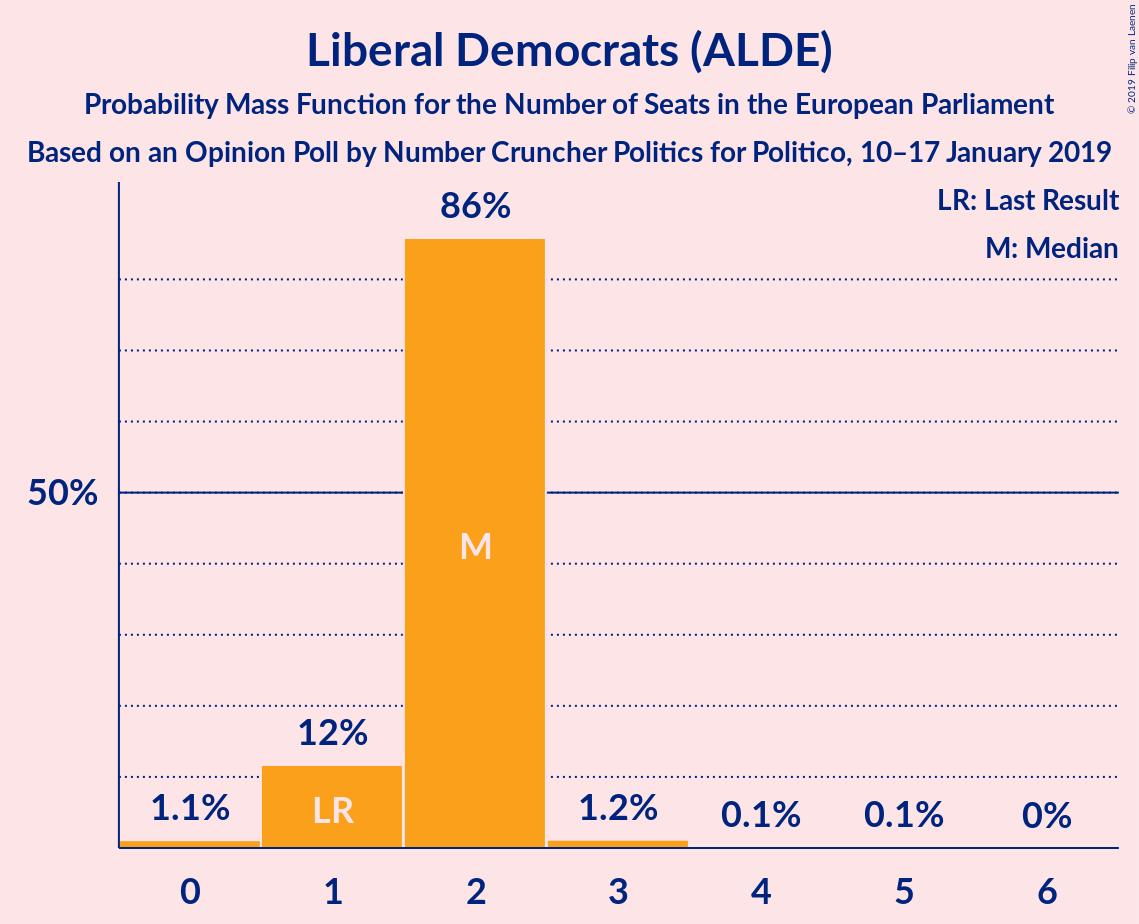 Liberal Democrats (ALDE)
Probability Mass Function for the Number of Seats in the European Parliament
Based on an Opinion Poll by Number Cruncher Politics for Politico, 10–17 January 2019
© 2019 Filip van Laenen
LR: Last Result
M: Median
86%
50%
M
12%
LR
1.1%
1.2%
0.1%
0.1%
0%
0 1 2 3 4 5 6